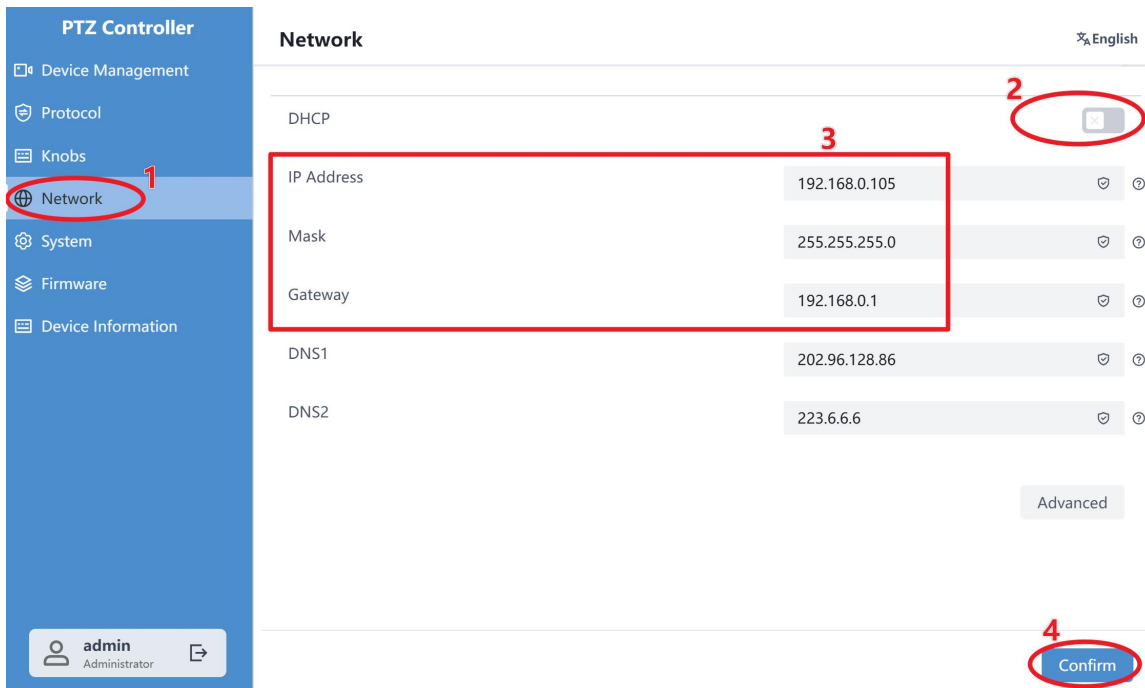 PTZ Controller
Device Management
Protocol
Knobs
1
Network
System
Firmware
Device Information
admin
Administrator
Network
English
2
DHCP
3
IP Address
192.168.0.105
Mask
255.255.255.0
Gateway
192.168.0.1
DNS1
202.96.128.86
DNS2
223.6.6.6
Advanced
4
Confirm